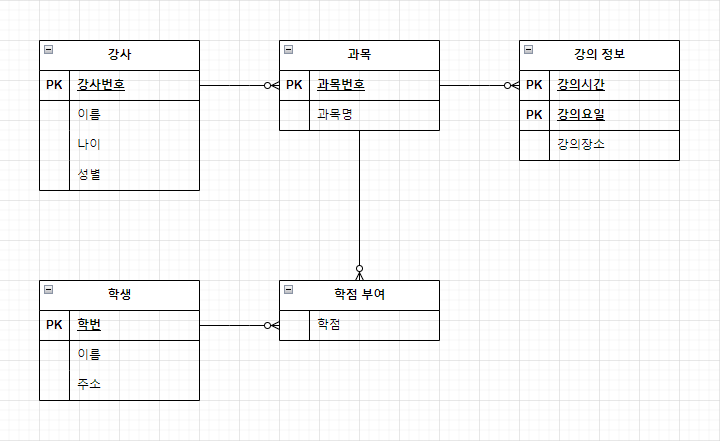 강사
PK 강사번호
이름
나이
성별
과목
PK 과목번호
과목명
강의 정보
PK 강의시간
PK 강의요일
강의장소
학생
PK 학번
이름
주소
학점 부여
학점